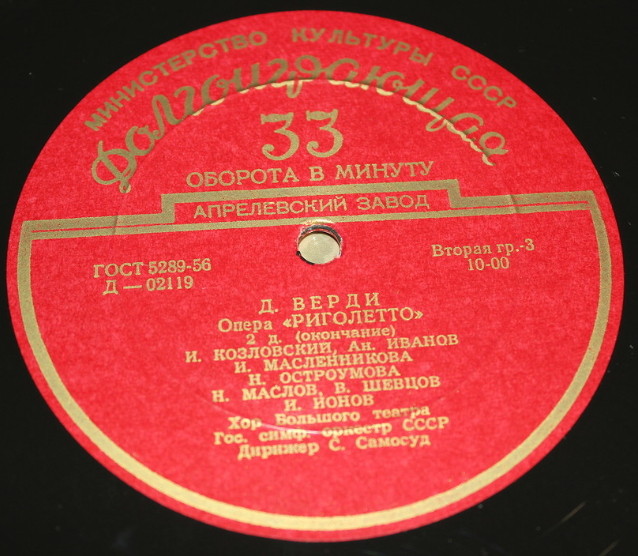 МИНИСТЕРСТВО КУЛЬТУРЫ СССР
Долгоиграющая
33
ОБОРОТА В МИНУТУ
АПРЕЛЕВСКИЙ ЗАВОД
ГОСТ 5289-56
Д — 02119
Вторая гр.-3
10-00
Д. ВЕРДИ
Опера «РИГОЛЕТТО»
2 д. (окончание)
И. КОЗЛОВСКИЙ, Ан. ИВАНОВ
И. МАСЛЕННИКОВА
Н. ОСТРОУМОВА
Н. МАСЛОВ, В. ШЕВЦОВ
И. ИОНОВ
Хор Большого театра
Гос. симф. оркестр СССР
Дирижер С. Самосуд